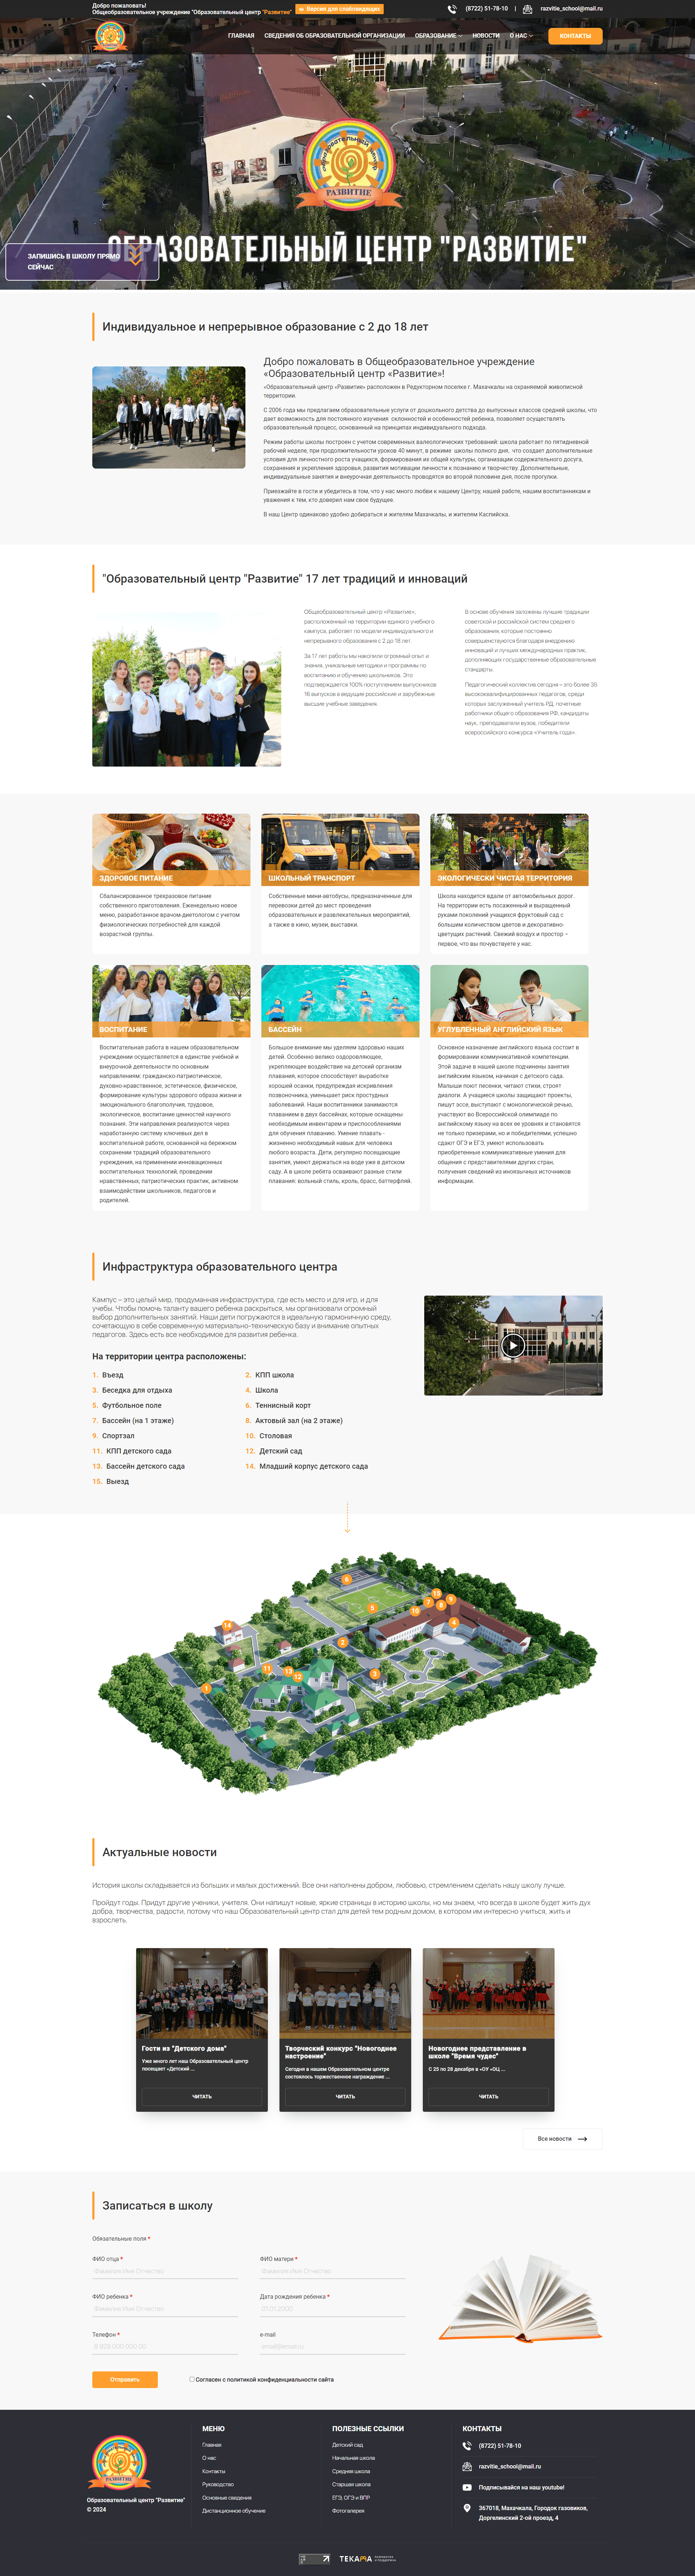 Добро пожаловать!
Общеобразовательное учреждение "Образовательный центр "Развитие"
Версия для слабовидящих
(8722) 51-78-10 | razvitie_school@mail.ru
ГЛАВНАЯ СВЕДЕНИЯ ОБ ОБРАЗОВАТЕЛЬНОЙ ОРГАНИЗАЦИИ ОБРАЗОВАНИЕ НОВОСТИ О НАС КОНТАКТЫ
ОБРАЗОВАТЕЛЬНЫЙ ЦЕНТР
РАЗВИТИЕ
ОБРАЗОВАТЕЛЬНЫЙ ЦЕНТР "РАЗВИТИЕ"
ЗАПИШИСЬ В ШКОЛУ ПРЯМО
СЕЙЧАС
Индивидуальное и непрерывное образование с 2 до 18 лет
Добро пожаловать в Общеобразовательное учреждение
«Образовательный центр «Развитие»!
«Образовательный центр «Развитие» расположен в Редукторном поселке г. Махачкалы на охраняемой живописной
территории.
С 2006 года мы предлагаем образовательные услуги от дошкольного детства до выпускных классов средней школы, что
дает возможность для постоянного изучения склонностей и особенностей ребенка, позволяет осуществлять
образовательный процесс, основанный на принципах индивидуального подхода.
Режим работы школы построен с учетом современных валеологических требований: школа работает по пятидневной
рабочей неделе, при продолжительности уроков 40 минут, в режиме школы полного дня, что создает дополнительные
условия для личностного роста учащихся, формирования их общей культуры, организации содержательного досуга,
сохранения и укрепления здоровья, развития мотивации личности к познанию и творчеству. Дополнительные,
индивидуальные занятия и внеурочная деятельность проводятся во второй половине дня, после прогулки.
Приезжайте в гости и убедитесь в том, что у нас много любви к нашему Центру, нашей работе, нашим воспитанникам и
уважения к тем, кто доверил нам свое будущее.
В наш Центр одинаково удобно добираться и жителям Махачкалы, и жителям Каспийска.
"Образовательный центр "Развитие" 17 лет традиций и инноваций
Общеобразовательный центр «Развитие»,
расположенный на территории единого учебного
кампуса, работает по модели индивидуального и
непрерывного образования с 2 до 18 лет.
За 17 лет работы мы накопили огромный опыт и
знания, уникальные методики и программы по
воспитанию и обучению школьников. Это
подтверждается 100% поступлением выпускников
16 выпусков в ведущие российские и зарубежные
высшие учебные заведения.
В основе обучения заложены лучшие традиции
советской и российской систем среднего
образования, которые постоянно
совершенствуются благодаря внедрению
инноваций и лучших международных практик,
дополняющих государственные образовательные
стандарты.
Педагогический коллектив сегодня – это более 35
высококвалифицированных педагогов, среди
которых заслуженный учитель РД, почетные
работники общего образования РФ, кандидаты
наук, преподаватели вузов, победители
всероссийского конкурса «Учитель года».
ЗДОРОВОЕ ПИТАНИЕ
Сбалансированное трехразовое питание
собственного приготовления. Еженедельно новое
меню, разработанное врачом-диетологом с учетом
физиологических потребностей для каждой
возрастной группы.
ШКОЛЬНЫЙ ТРАНСПОРТ
Собственные мини-автобусы, предназначенные для
перевозки детей до мест проведения
образовательных и развлекательных мероприятий,
а также в кино, музеи, выставки.
ЭКОЛОГИЧЕСКИ ЧИСТАЯ ТЕРРИТОРИЯ
Школа находится вдали от автомобильных дорог.
На территории есть посаженный и выращенный
руками поколений учащихся фруктовый сад с
большим количеством цветов и декоративно-
цветущих растений. Свежий воздух и простор –
первое, что вы почувствуете у нас.
ВОСПИТАНИЕ
Воспитательная работа в нашем образовательном
учреждении осуществляется в единстве учебной и
внеурочной деятельности по основным
направлениям: гражданско-патриотическое,
духовно-нравственное, эстетическое, физическое,
формирование культуры здорового образа жизни и
эмоционального благополучия, трудовое,
экологическое, воспитание ценностей научного
познания. Эти направления реализуются через
наработанную систему ключевых дел в
воспитательной работе, основанной на бережном
сохранении традиций образовательного
учреждения, на применении инновационных
воспитательных технологий, проведении
нравственных, патриотических практик, активном
взаимодействии школьников, педагогов и
родителей.
БАССЕЙН
Большое внимание мы уделяем здоровью наших
детей. Особенно велико оздоровляющее,
укрепляющее воздействие на детский организм
плавания, которое способствует выработке
хорошей осанки, предупреждая искривления
позвоночника, уменьшает риск простудных
заболеваний. Наши воспитанники занимаются
плаванием в двух бассейнах, которые оснащены
необходимым инвентарем и приспособлениями
для обучения плаванию. Умение плавать -
жизненно необходимый навык для человека
любого возраста. Дети, регулярно посещающие
занятия, умеют держаться на воде уже в детском
саду. А в школе ребята осваивают разные стили
плавания: вольный стиль, кроль, брасс, баттерфляй.
УГЛУБЛЕННЫЙ АНГЛИЙСКИЙ ЯЗЫК
Основное назначение английского языка состоит в
формировании коммуникативной компетенции.
Этой задаче в нашей школе подчинены занятия
английским языком, начиная с детского сада.
Малыши поют песенки, читают стихи, строят
диалоги. А учащиеся школы защищают проекты,
пишут эссе, выступают с монологической речью,
участвуют во Всероссийской олимпиаде по
английскому языку на всех ее уровнях и становятся
не только призерами, но и победителями, успешно
сдают ОГЭ и ЕГЭ, умеют использовать
приобретенные коммуникативные умения для
общения с представителями других стран,
получения сведений из иноязычных источников
информации.
Инфраструктура образовательного центра
Кампус – это целый мир, продуманная инфраструктура, где есть место и для игр, и для
учебы. Чтобы помочь таланту вашего ребенка раскрыться, мы организовали огромный
выбор дополнительных занятий. Наши дети погружаются в идеальную гармоничную среду,
сочетающую в себе современную материально-техническую базу и внимание опытных
педагогов. Здесь есть все необходимое для развития ребенка.
На территории центра расположены:
1. Въезд
2. КПП школа
3. Беседка для отдыха
4. Школа
5. Футбольное поле
6. Теннисный корт
7. Бассейн (на 1 этаже)
8. Актовый зал (на 2 этаже)
9. Спортзал
10. Столовая
11. КПП детского сада
12. Детский сад
13. Бассейн детского сада
14. Младший корпус детского сада
15. Выезд
6
15
9
7
8
5
10
4
14
2
11
13
12
3
1
Актуальные новости
История школы складывается из больших и малых достижений. Все они наполнены добром, любовью, стремлением сделать нашу школу лучше.
Пройдут годы. Придут другие ученики, учителя. Они напишут новые, яркие страницы в историю школы, но мы знаем, что всегда в школе будет жить дух
добра, творчества, радости, потому что наш Образовательный центр стал для детей тем родным домом, в котором им интересно учиться, жить и
взрослеть.
Гости из "Детского дома"
Уже много лет наш Образовательный центр
посещает «Детский ...
ЧИТАТЬ
Творческий конкурс "Новогоднее
настроение"
Сегодня в нашем Образовательном центре
состоялось торжественное награждение ...
ЧИТАТЬ
Новогоднее представление в
школе "Время чудес"
С 25 по 28 декабря в «ОУ «ОЦ ...
ЧИТАТЬ
Все новости
Записаться в школу
Обязательные поля *
ФИО отца *
Фамилия Имя Отчество
ФИО матери *
Фамилия Имя Отчество
ФИО ребенка *
Фамилия Имя Отчество
Дата рождения ребенка *
01.01.2000
Телефон *
8 928 000 000 00
e-mail
email@email.ru
Отправить
Согласен с политикой конфиденциальности сайта
РАЗВИТИЕ
Образовательный центр "Развитие"
© 2024
МЕНЮ
Главная
О нас
Контакты
Руководство
Основные сведения
Дистанционное обучение
ПОЛЕЗНЫЕ ССЫЛКИ
Детский сад
Начальная школа
Средняя школа
Старшая школа
ЕГЭ, ОГЭ и ВПР
Фотогалерея
КОНТАКТЫ
(8722) 51-78-10
razvitie_school@mail.ru
Подписывайся на наш youtube!
367018, Махачкала, Городок газовиков,
Доргелинский 2-ой проезд, 4
ТЕКАМА